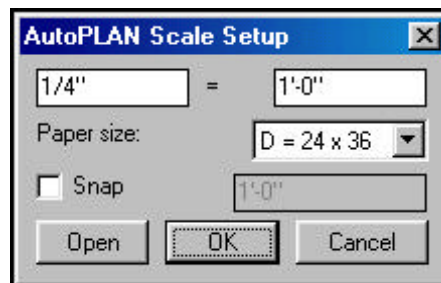 AutoPLAN Scale Setup
1/4" = 1'-0"
Paper size: D = 24 x 36
Snap 1'-0"
Open OK Cancel